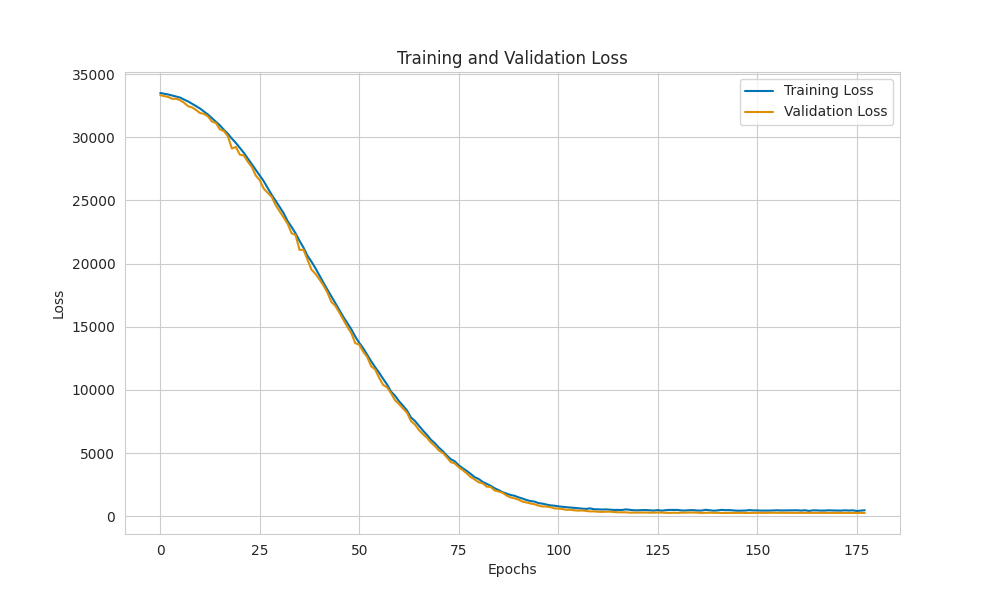 Training and Validation Loss
35000
30000
25000
20000
15000
10000
5000
0
Loss
Training Loss
Validation Loss
0 25 50 75 100 125 150 175
Epochs